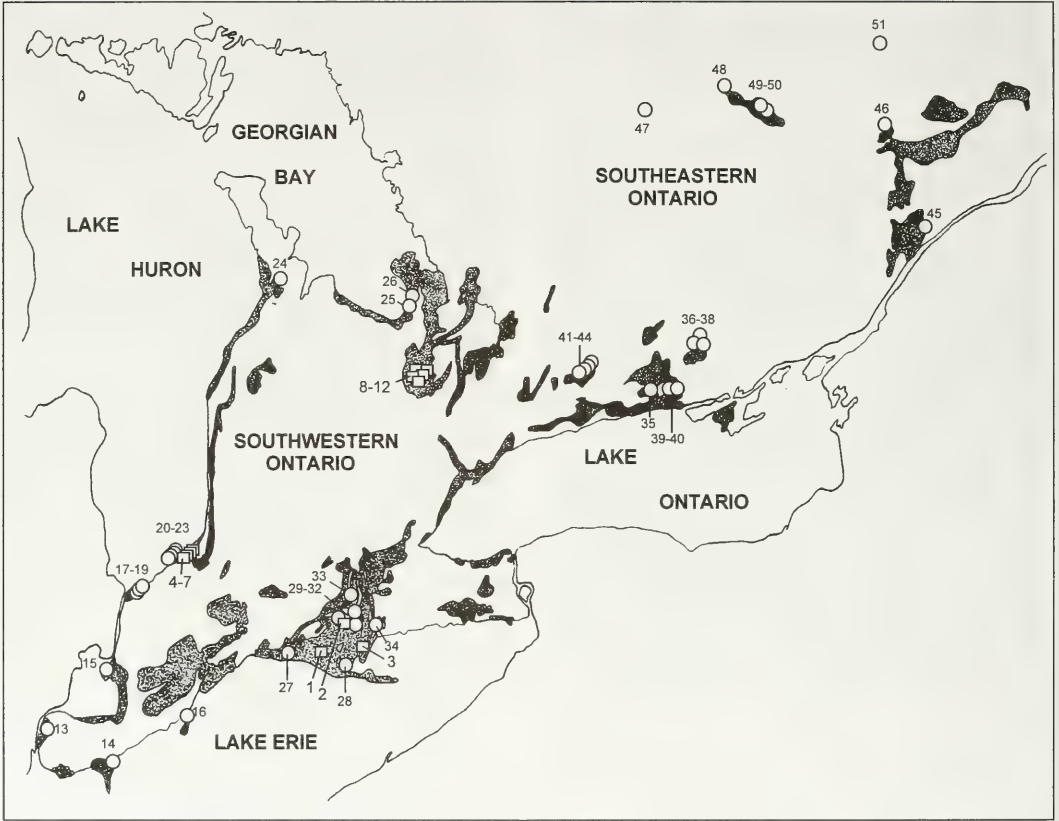 51
48
49-50
47
46
GEORGIAN
BAY
SOUTHEASTERN
ONTARIO
LAKE
HURON
45
24
26
25
36-38
41-44
8-12
35
39-40
SOUTHWESTERN
ONTARIO
LAKE
ONTARIO
20-23
17-19
4-7
33
29-32
34
3
15
27
1
2
28
16
13
14
LAKE ERIE